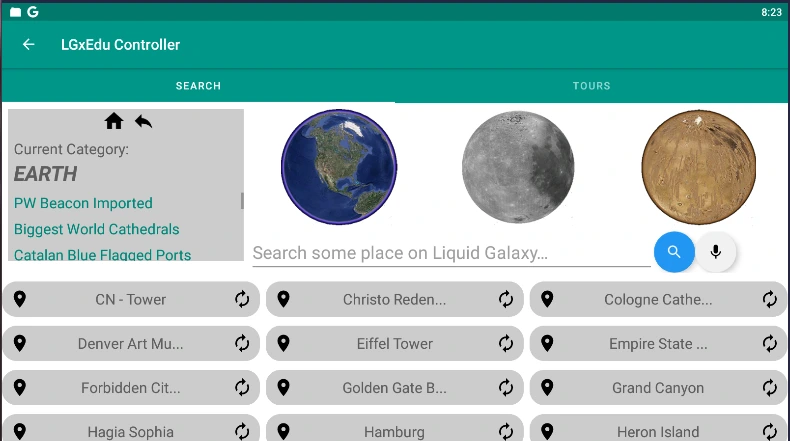 8:23
LGxEdu Controller
SEARCH
TOURS
Current Category:
EARTH
PW Beacon Imported
Biggest World Cathedrals
Catalan Blue Flagged Ports
Search some place on Liquid Galaxy...
CN - Tower
Christo Reden...
Cologne Cathe...
Denver Art Mu...
Eiffel Tower
Empire State ...
Forbidden Cit...
Golden Gate B...
Grand Canyon
Hagia Sophia
Hamburg
Heron Island